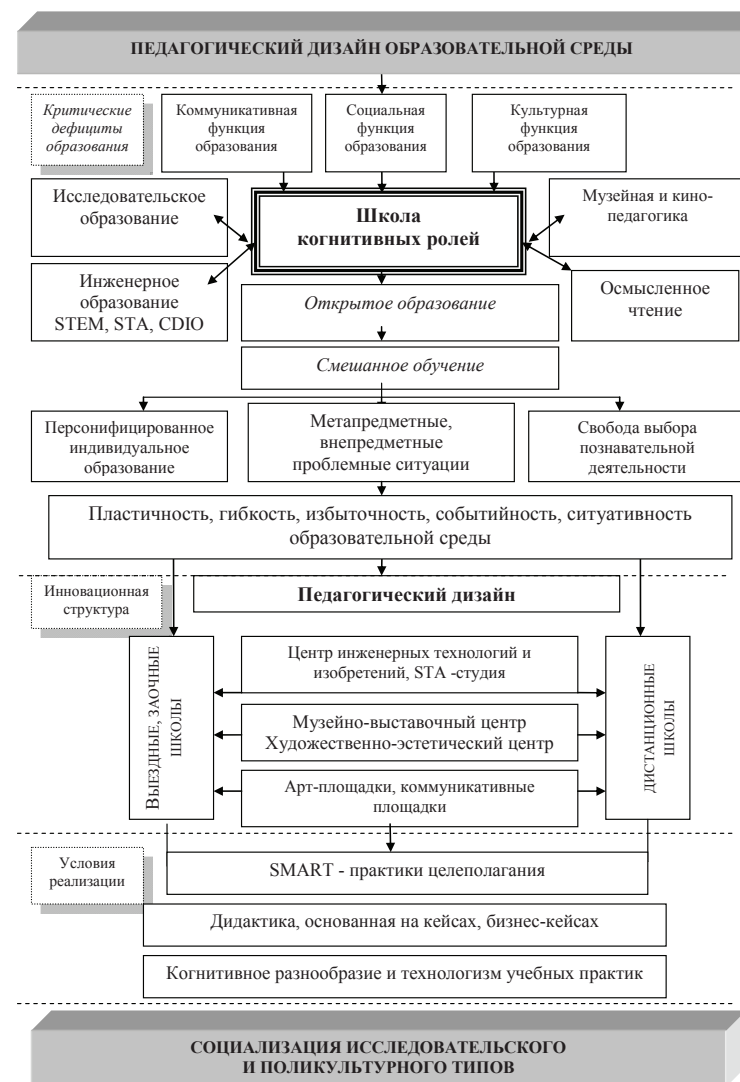 ПЕДАГОГИЧЕСКИЙ ДИЗАЙН ОБРАЗОВАТЕЛЬНОЙ СРЕДЫ
Критические
дефициты
образования
Коммуникативная
функция
образования
Социальная
функция
образования
Культурная
функция
образования
Исследовательское
образование
Школа
когнитивных ролей
Музейная и кино-
педагогика
Инженерное
образование
STEM, STA, CDIO
Открытое образование
Осмысленное
чтение
Смешанное обучение
Персонифицированное
индивидуальное
образование
Метапредметные,
внепредметные
проблемные ситуации
Свобода выбора
познавательной
деятельности
Пластичность, гибкость, избыточность, событийность, ситуативность
образовательной среды
Инновационная
структура
Педагогический дизайн
ВЫЕЗДНЫЕ, ЗАОЧНЫЕ
ШКОЛЫ
Центр инженерных технологий и
изобретений, STA -студия
Музейно-выставочный центр
Художественно-эстетический центр
Арт-площадки, коммуникативные
площадки
ДИСТАНЦИОННЫЕ
ШКОЛЫ
Условия
реализации
SMART - практики целеполагания
Дидактика, основанная на кейсах, бизнес-кейсах
Когнитивное разнообразие и технологизм учебных практик
СОЦИАЛИЗАЦИЯ ИССЛЕДОВАТЕЛЬСКОГО
И ПОЛИКУЛЬТУРНОГО ТИПОВ